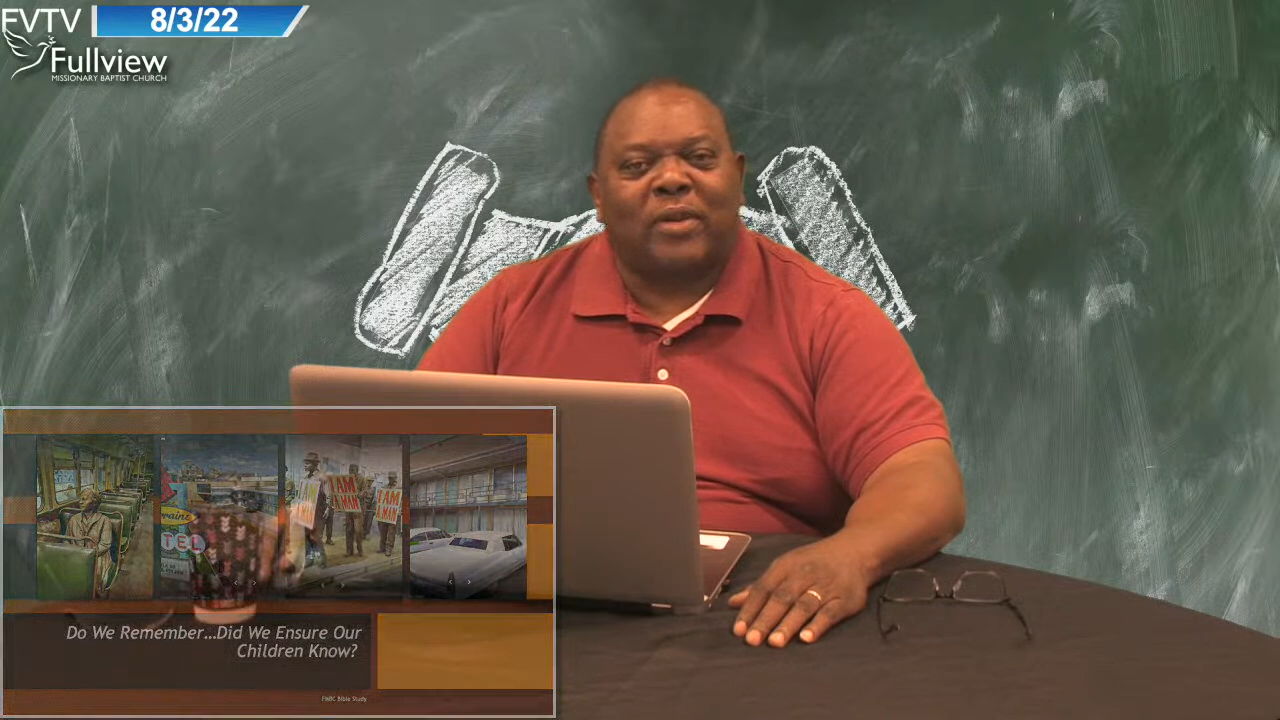 FVTV
8/3/22
Fullview
MISSIONARY BAPTIST CHURCH
I AM
A MAN
I AM
A MAN
TEL
Do We Remember...Did We Ensure Our
Children Know?
FMBC Bible Study